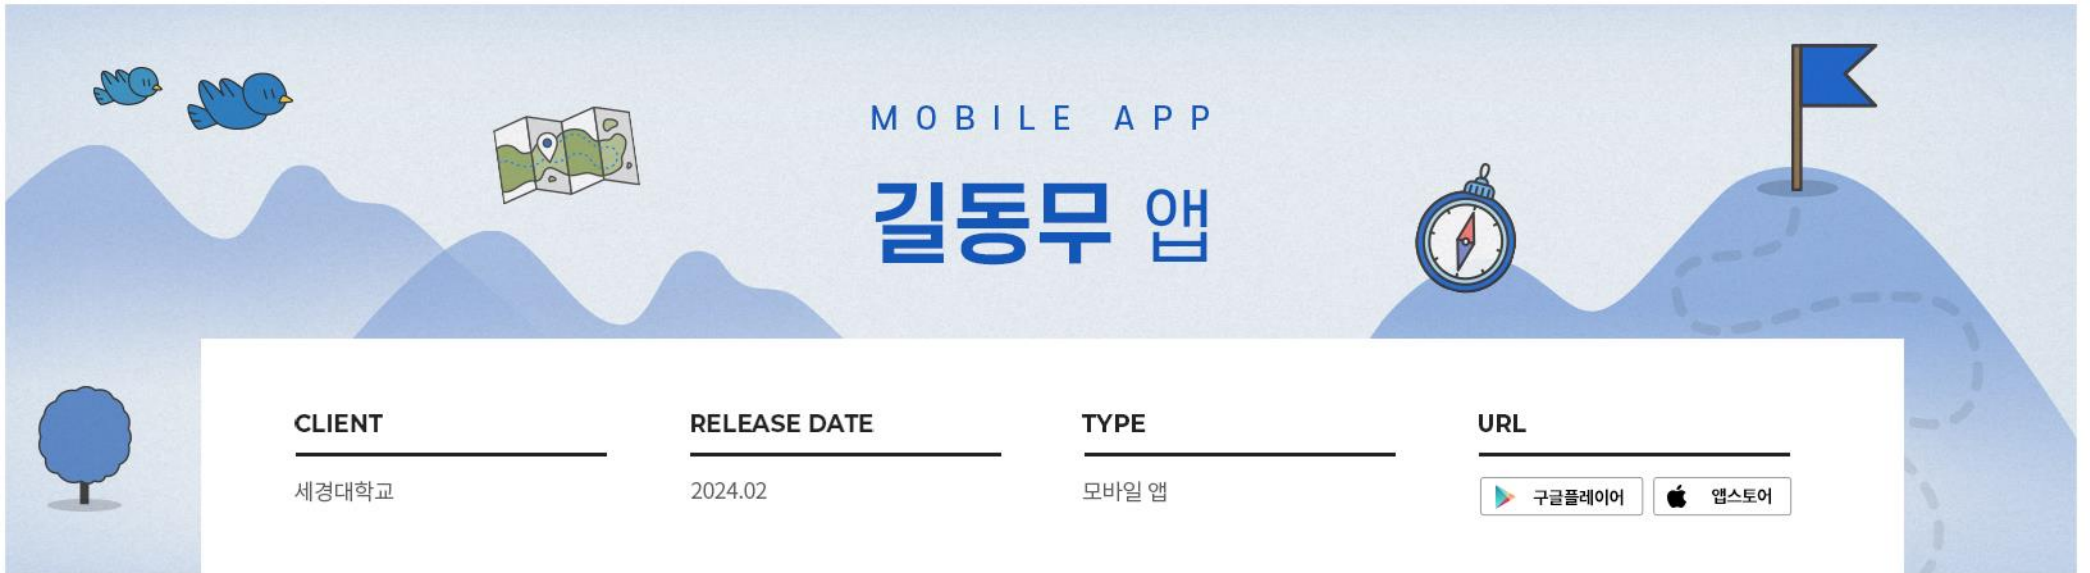 MOBILE APP
길동무 앱
CLIENT
세경대학교
RELEASE DATE
2024.02
TYPE
모바일 앱
URL
구글플레이어
앱스토어